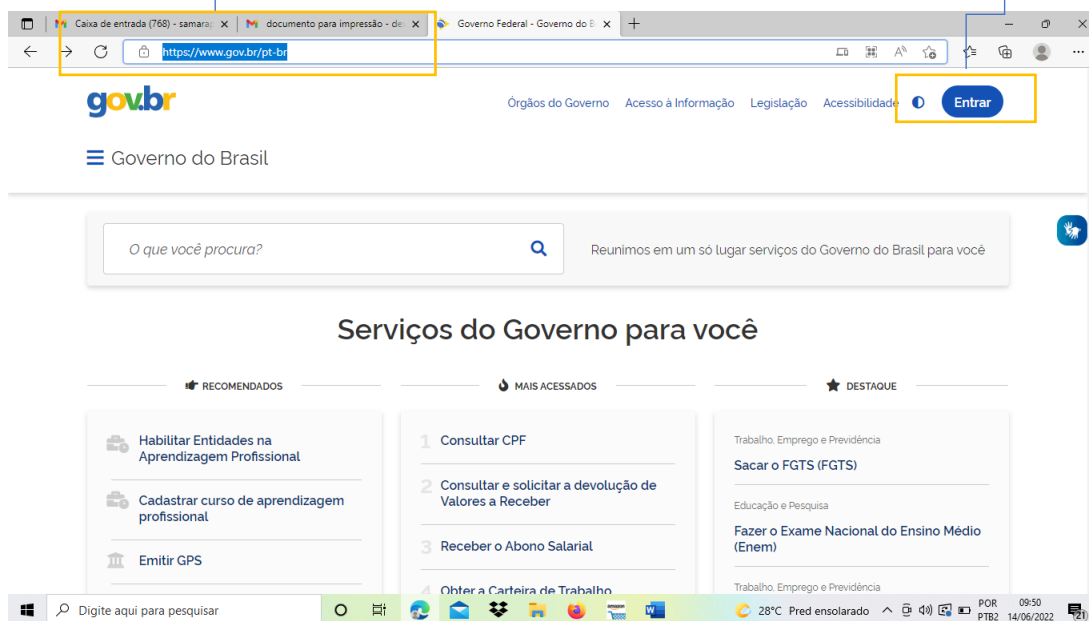 Caixa de entrada (768) - samara
documento para impressão - de
Governo Federal - Governo do B
https://www.gov.br/pt-br
gov.br
Órgãos do Governo Acesso à Informação Legislação Acessibilidade Entrar
Governo do Brasil
O que você procura?
Reunimos em um só lugar serviços do Governo do Brasil para você
Serviços do Governo para você
RECOMENDADOS
Habilitar Entidades na
Aprendizagem Profissional
Cadastrar curso de aprendizagem
profissional
Emitir GPS
MAIS ACESSADOS
1 Consultar CPF
2 Consultar e solicitar a devolução de
Valores a Receber
3 Receber o Abono Salarial
4 Obter a Carteira de Trabalho
DESTAQUE
Trabalho, Emprego e Previdência
Sacar o FGTS (FGTS)
Educação e Pesquisa
Fazer o Exame Nacional do Ensino Médio
(Enem)
Trabalho, Emprego e Previdência
Digite aqui para pesquisar
28°C Pred ensolarado
POR
PTB2
09:50
14/06/2022